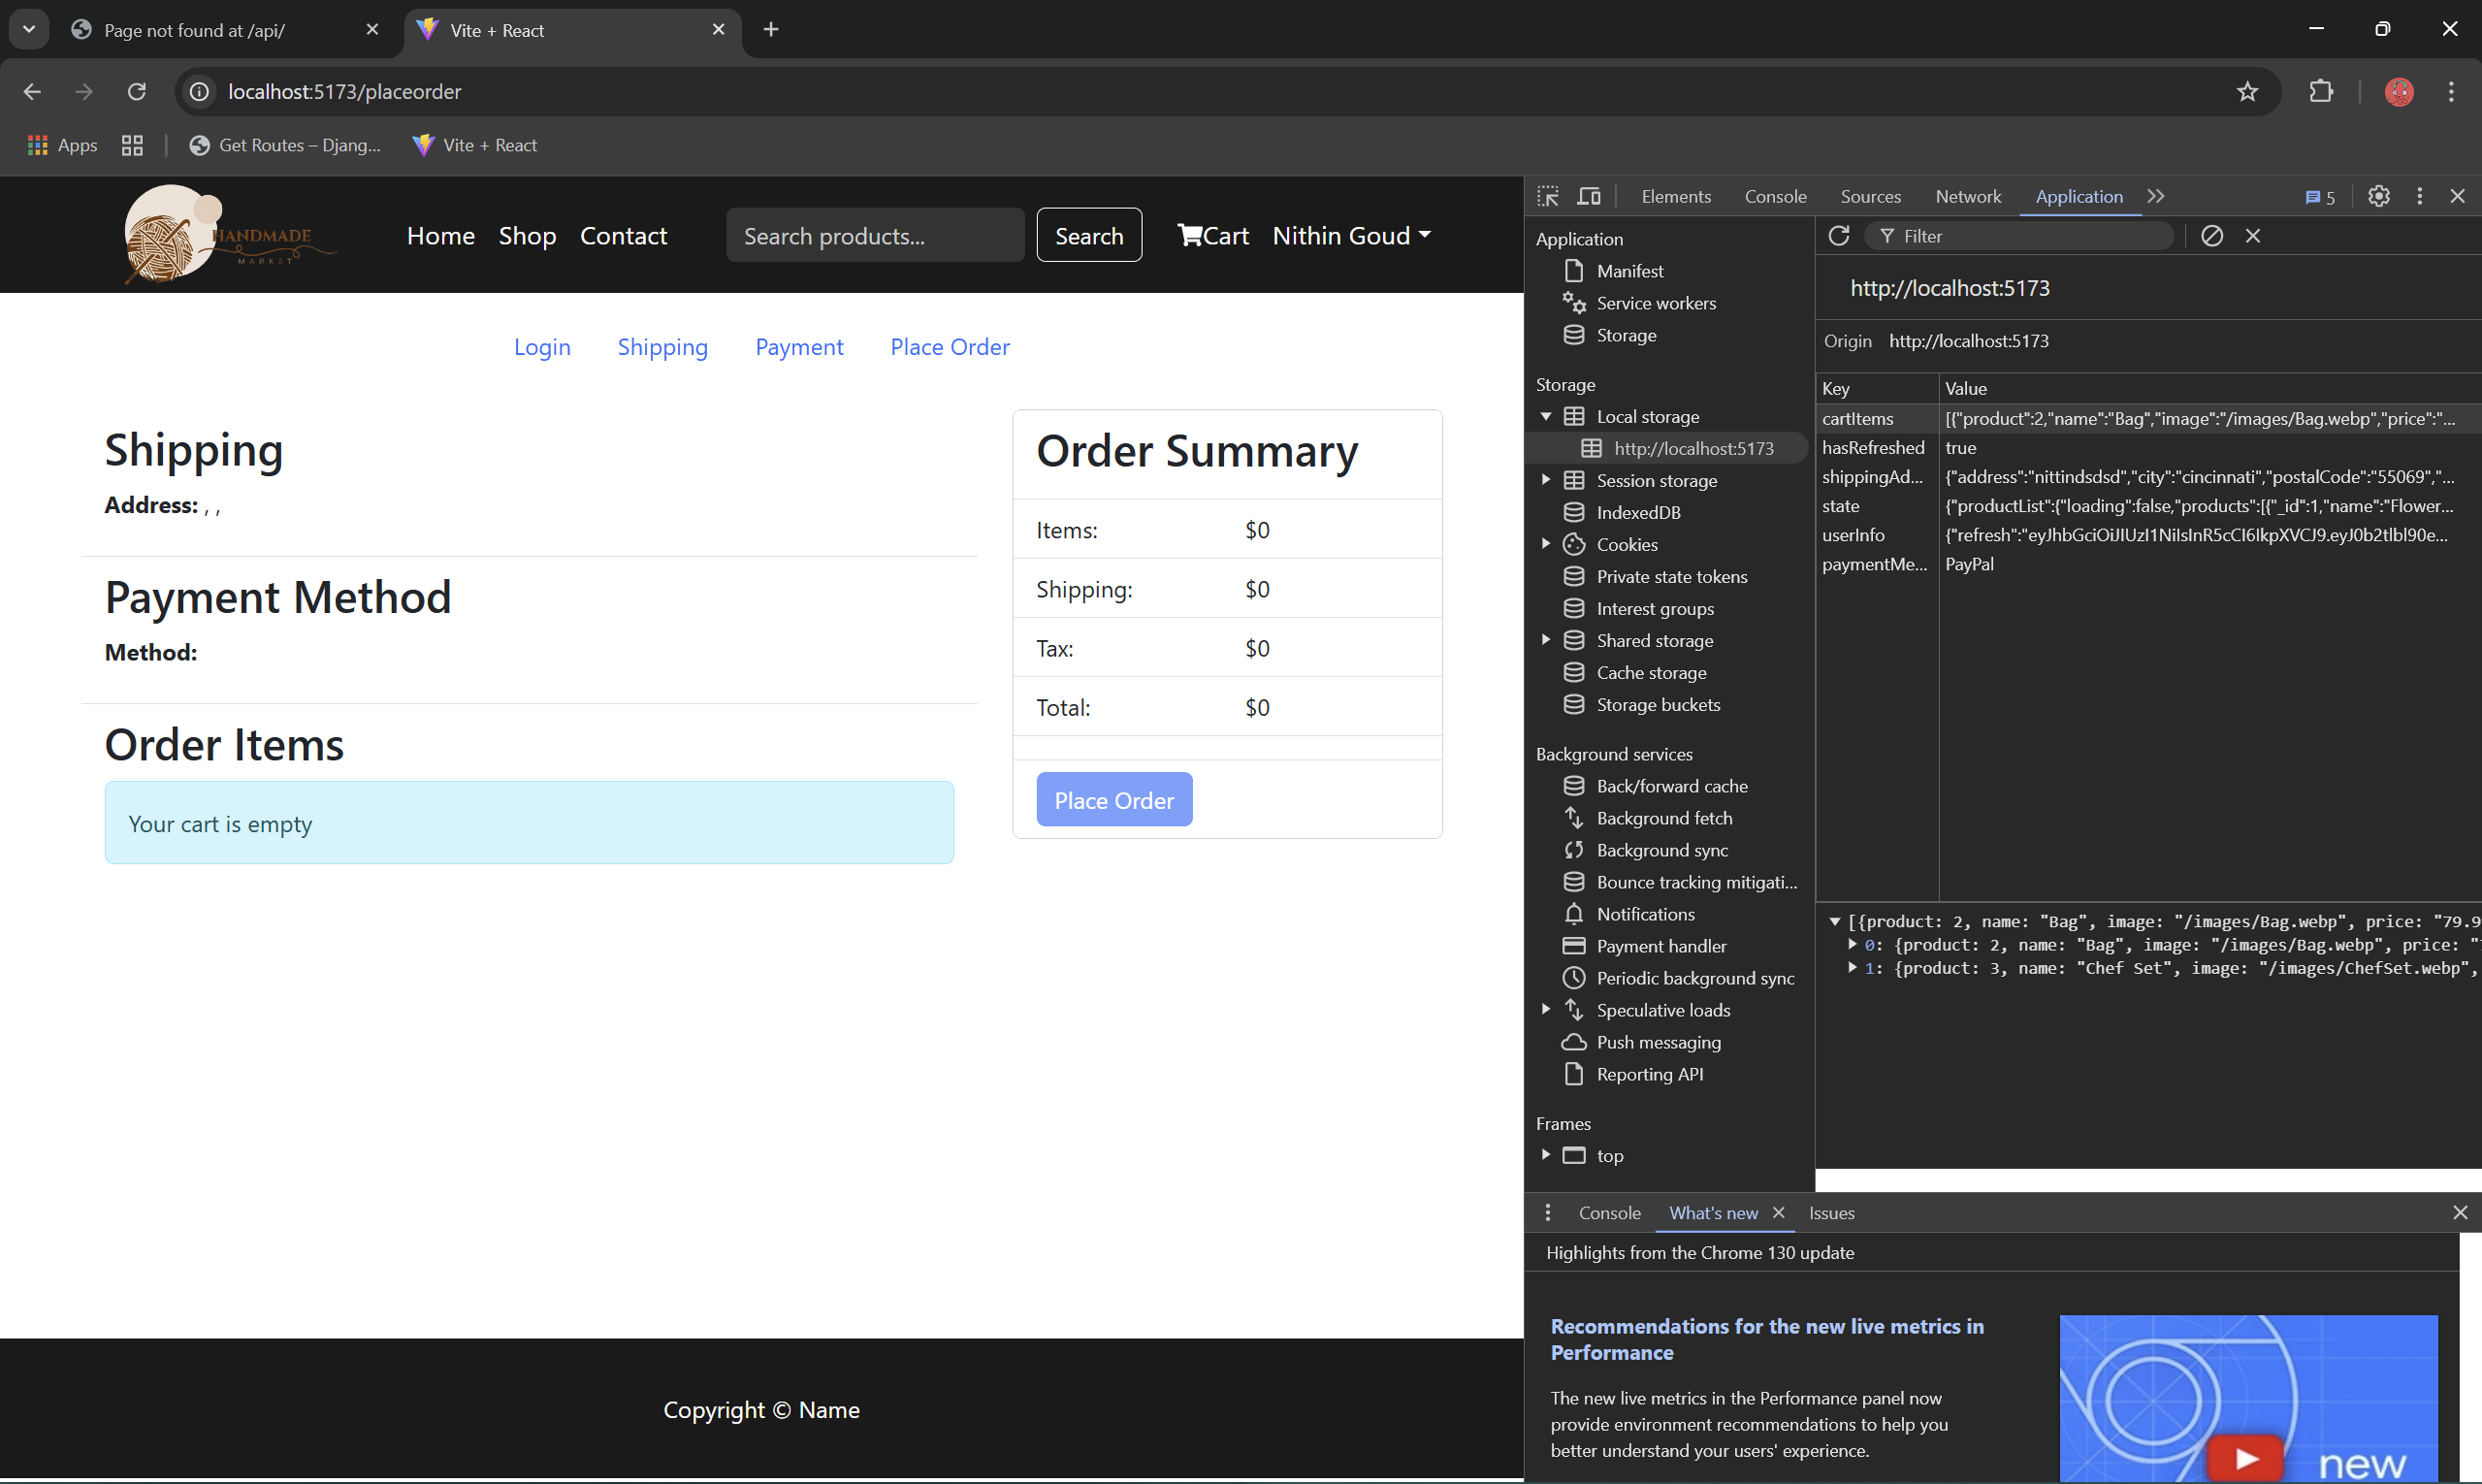 Page not found at /api/
Vite + React
localhost:5173/placeorder
Apps
Get Routes – Djang...
Vite + React
HANDMADE
MARKET
Home Shop Contact
Search products...
Search
Cart
Nithin Goud
Login Shipping Payment Place Order
Shipping
Address: , ,
Payment Method
Method:
Order Items
Your cart is empty
Order Summary
Items: $0
Shipping: $0
Tax: $0
Total: $0
Place Order
Copyright © Name
Elements Console Sources Network Application
5
Application
Manifest
Service workers
Storage
Storage
Local storage
http://localhost:5173
Session storage
IndexedDB
Cookies
Private state tokens
Interest groups
Shared storage
Cache storage
Storage buckets
Background services
Back/forward cache
Background fetch
Background sync
Bounce tracking mitigati...
Notifications
Payment handler
Periodic background sync
Speculative loads
Push messaging
Reporting API
Frames
top
Filter
http://localhost:5173
Origin http://localhost:5173
Key Value
cartItems [{"product":2,"name":"Bag","image":"/images/Bag.webp","price":"...
hasRefreshed true
shippingAd... {"address":"nittindsdsd","city":"cincinnati","postalCode":"55069","...
state {"productList":{"loading":false,"products":[{"_id":1,"name":"Flower...
userInfo {"refresh":"eyJhbGciOiJIUzI1NiIsInR5cCI6IkpXVCJ9.eyJ0b2tlbl90e...
paymentMe... PayPal
[{product: 2, name: "Bag", image: "/images/Bag.webp", price: "79.9
0: {product: 2, name: "Bag", image: "/images/Bag.webp", price: "
1: {product: 3, name: "Chef Set", image: "/images/ChefSet.webp",
Console What's new Issues
Highlights from the Chrome 130 update
Recommendations for the new live metrics in
Performance
The new live metrics in the Performance panel now
provide environment recommendations to help you
better understand your users' experience.
new